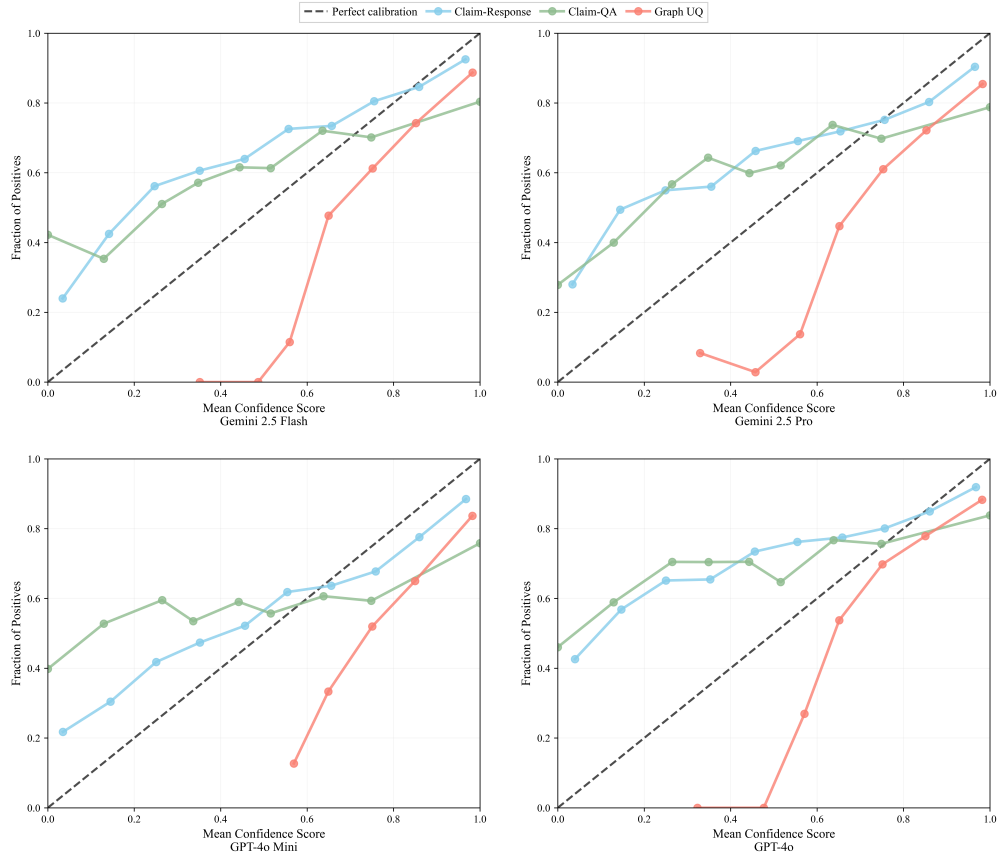 Perfect calibration Claim-Response Claim-QA Graph UQ
1.0
0.8
0.6
0.4
0.2
0.0
Fraction of Positives
0.0 0.2 0.4 0.6 0.8 1.0
Mean Confidence Score
Gemini 2.5 Flash
1.0
0.8
0.6
0.4
0.2
0.0
Fraction of Positives
0.0 0.2 0.4 0.6 0.8 1.0
Mean Confidence Score
Gemini 2.5 Pro
1.0
0.8
0.6
0.4
0.2
0.0
Fraction of Positives
0.0 0.2 0.4 0.6 0.8 1.0
Mean Confidence Score
GPT-4o Mini
1.0
0.8
0.6
0.4
0.2
0.0
Fraction of Positives
0.0 0.2 0.4 0.6 0.8 1.0
Mean Confidence Score
GPT-4o